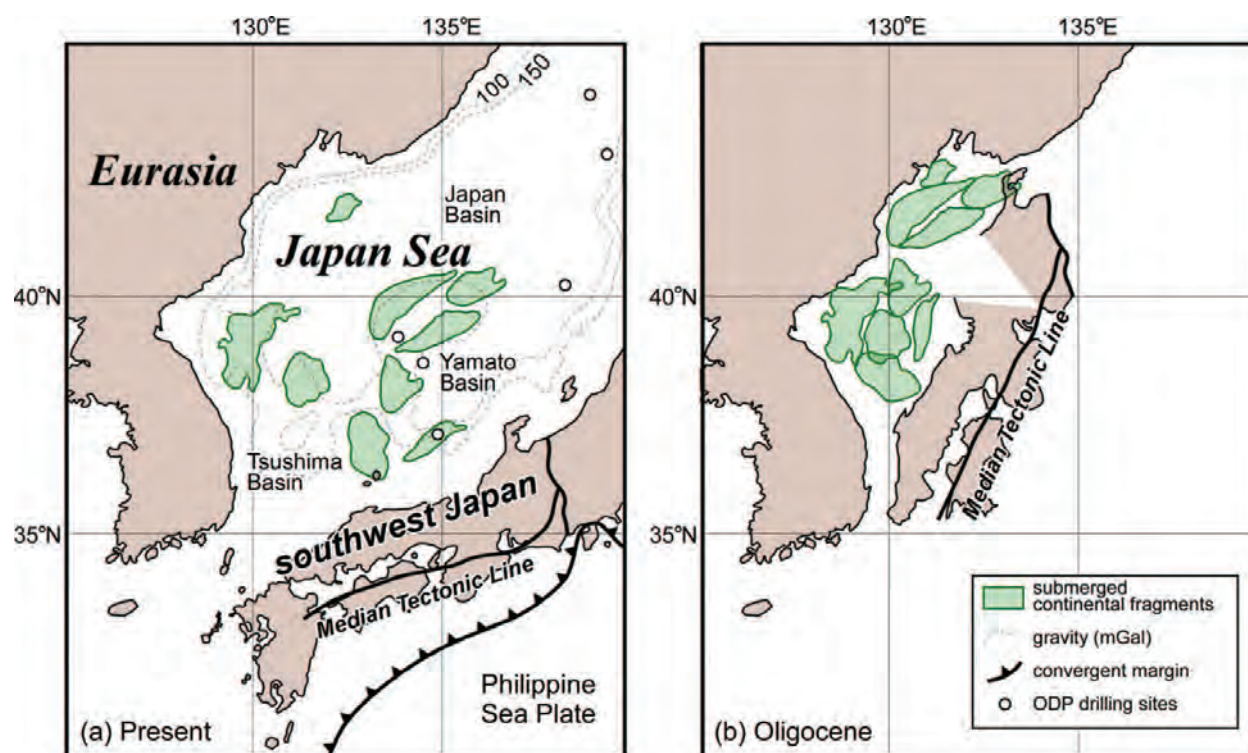 130°E
135°E
130°E
135°E
100
150
Eurasia
Japan
Basin
Japan Sea
40°N
40°N
Yamato
Basin
Tsushima
Basin
southwest Japan
Median Tectonic Line
Median Tectonic Line
35°N
35°N
Philippine
Sea Plate
(a) Present
(b) Oligocene
submerged
continental fragments
gravity (mGal)
convergent margin
ODP drilling sites